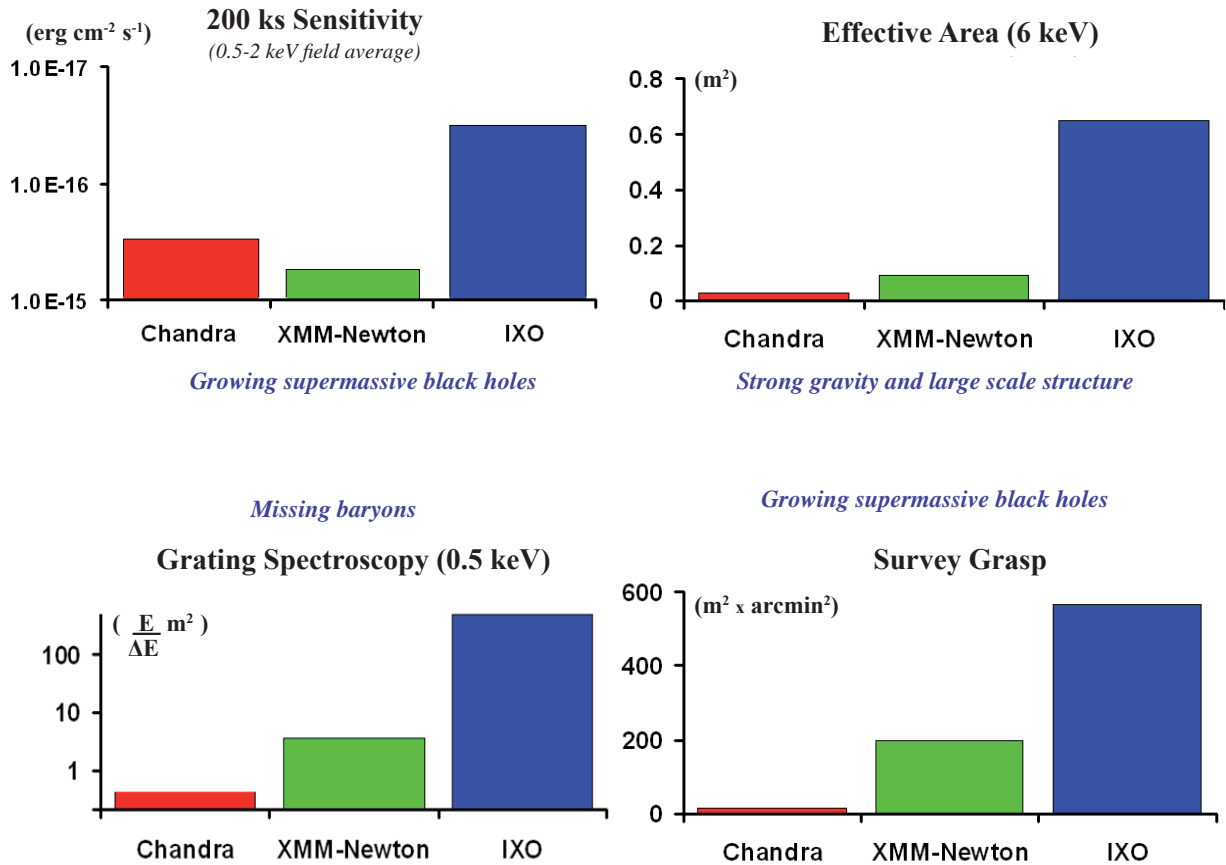 200 ks Sensitivity
(erg cm⁻² s⁻¹)
(0.5-2 keV field average)
1.0 E-17
1.0 E-16
1.0 E-15
Chandra XMM-Newton IXO
Growing supermassive black holes
Effective Area (6 keV)
(m²)
0.8
0.6
0.4
0.2
0
Chandra XMM-Newton IXO
Strong gravity and large scale structure
Missing baryons
Grating Spectroscopy (0.5 keV)
( E m² )
ΔE
100
10
1
Chandra XMM-Newton IXO
Growing supermassive black holes
Survey Grasp
(m² x arcmin²)
600
400
200
0
Chandra XMM-Newton IXO